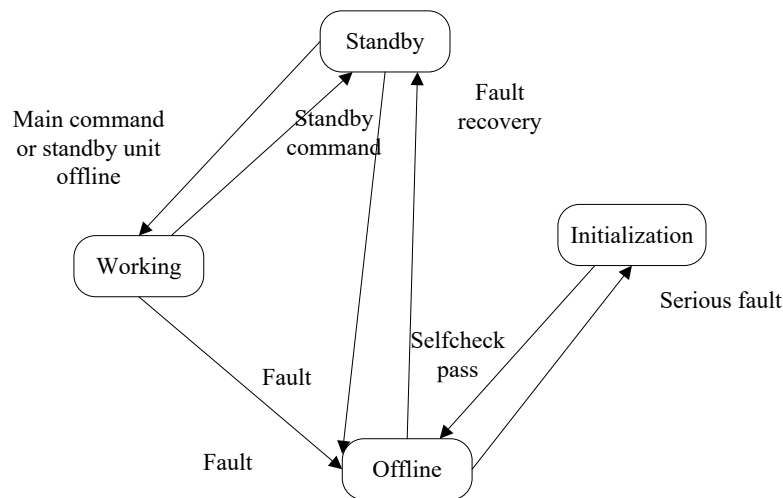 Standby
Main command
or standby unit
offline
Standby
command
Fault
recovery
Working
Initialization
Serious fault
Selfcheck
pass
Fault
Fault
Offline